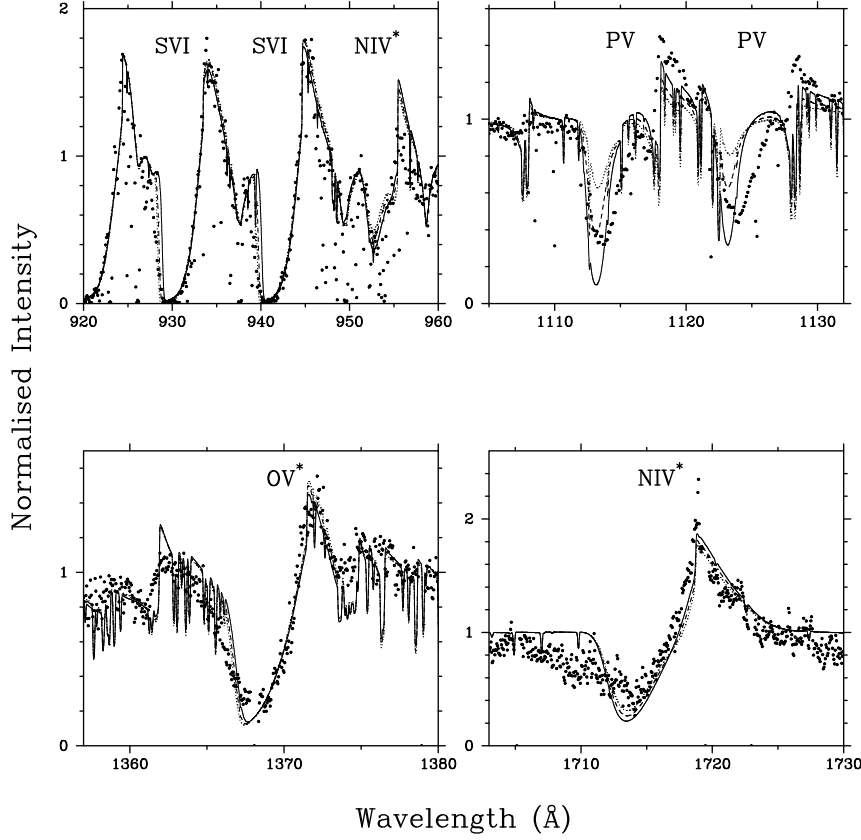 2
SVI SVI NIV*
1
0
920 930 940 950 960
PV PV
1
0
1110 1120 1130
Normalised Intensity
OV*
1
0
1360 1370 1380
NIV*
2
1
0
1710 1720 1730
Wavelength (Å)